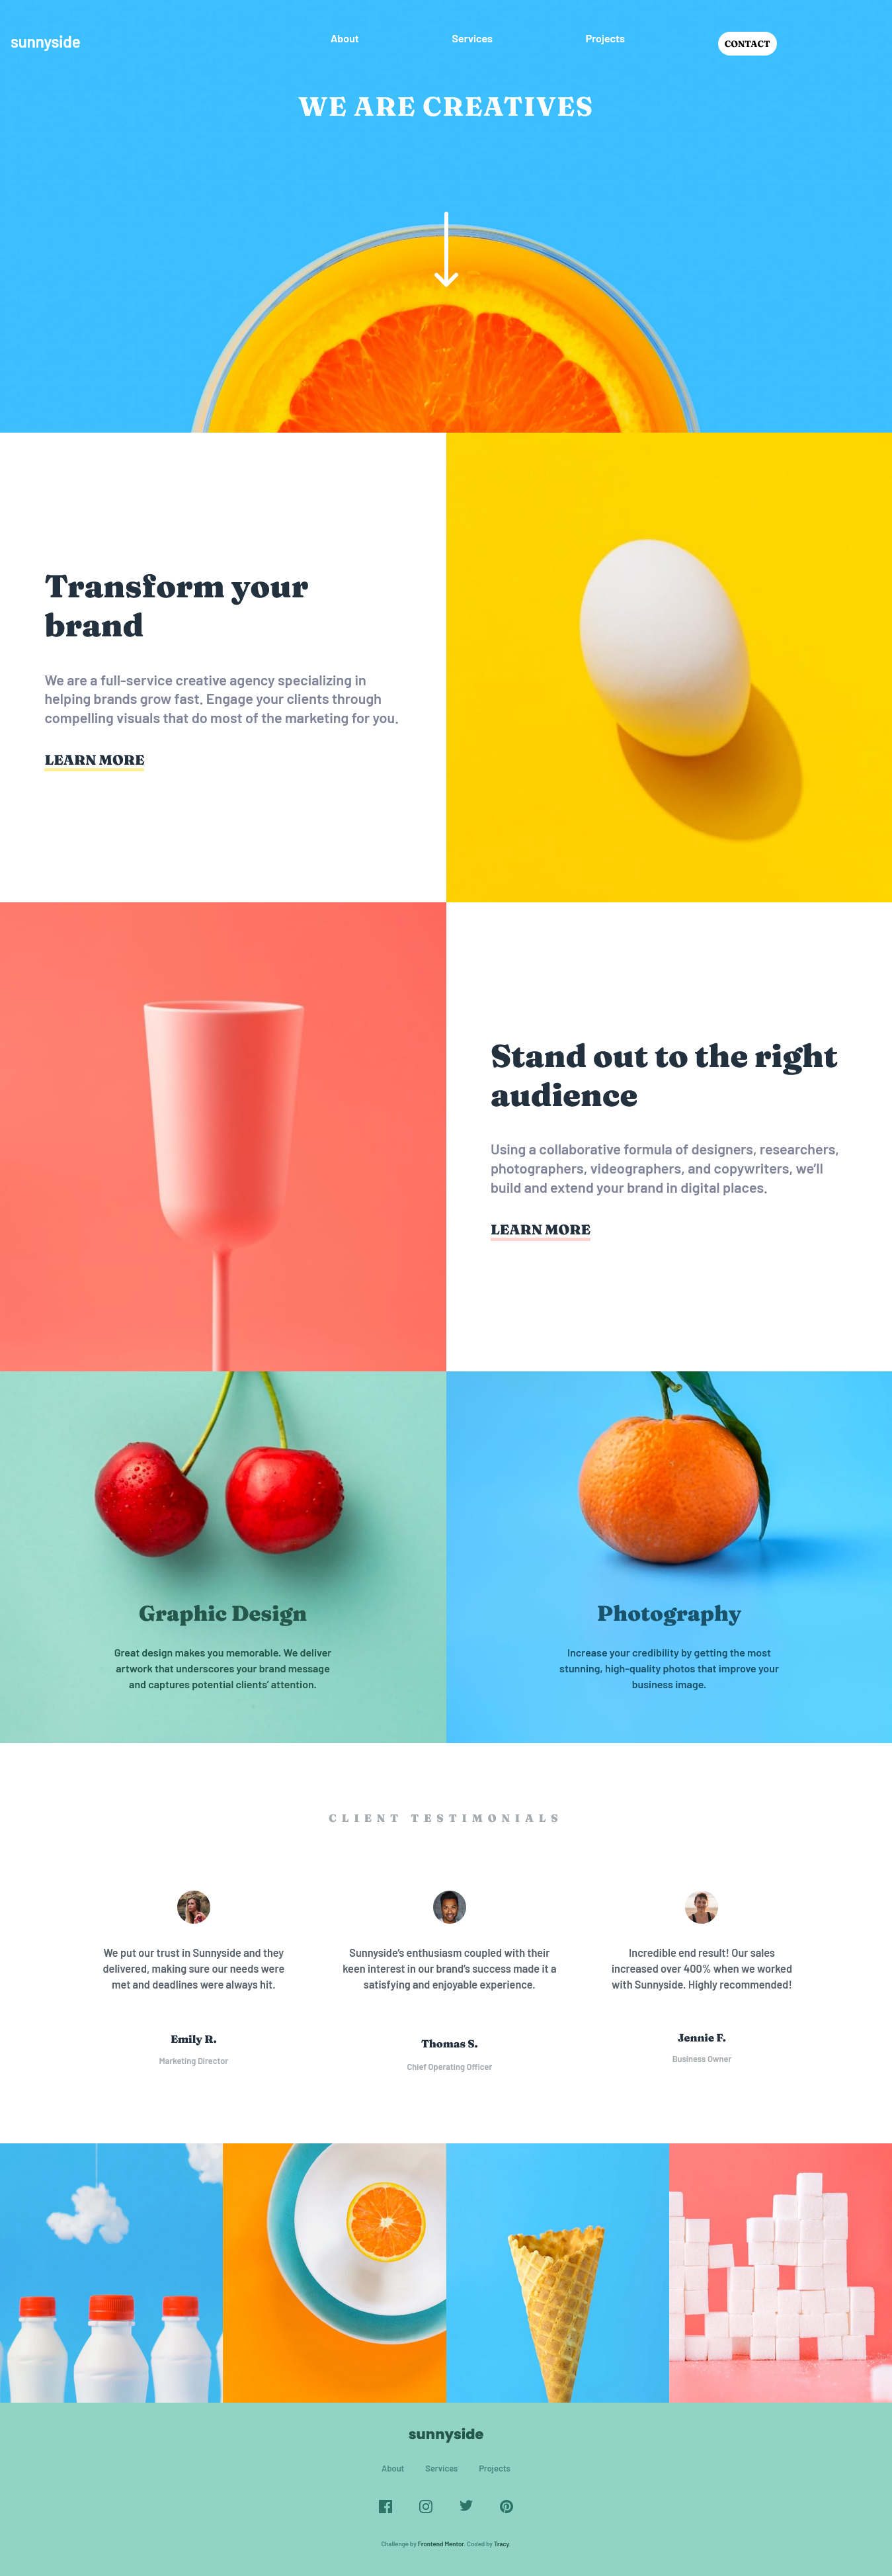 sunnyside
About
Services
Projects
CONTACT
WE ARE CREATIVES
Transform your
brand
We are a full-service creative agency specializing in
helping brands grow fast. Engage your clients through
compelling visuals that do most of the marketing for you.
LEARN MORE
Stand out to the right
audience
Using a collaborative formula of designers, researchers,
photographers, videographers, and copywriters, we’ll
build and extend your brand in digital places.
LEARN MORE
Graphic Design
Great design makes you memorable. We deliver
artwork that underscores your brand message
and captures potential clients’ attention.
Photography
Increase your credibility by getting the most
stunning, high-quality photos that improve your
business image.
CLIENT TESTIMONIALS
We put our trust in Sunnyside and they
delivered, making sure our needs were
met and deadlines were always hit.
Emily R.
Marketing Director
Sunnyside’s enthusiasm coupled with their
keen interest in our brand’s success made it a
satisfying and enjoyable experience.
Thomas S.
Chief Operating Officer
Incredible end result! Our sales
increased over 400% when we worked
with Sunnyside. Highly recommended!
Jennie F.
Business Owner
sunnyside
About
Services
Projects
Challenge by Frontend Mentor. Coded by Tracy.